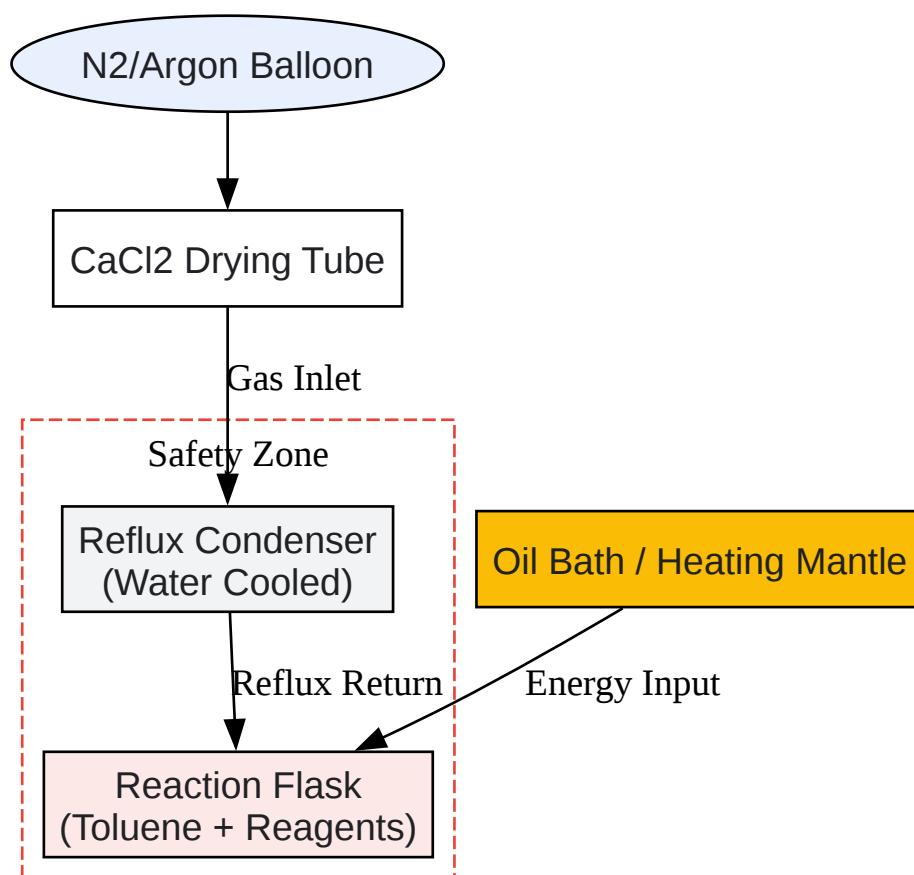 N2/Argon Balloon
CaCl2 Drying Tube
Gas Inlet
Safety Zone
Reflux Condenser
(Water Cooled)
Oil Bath / Heating Mantle
Reflux Return
Energy Input
Reaction Flask
(Toluene + Reagents)